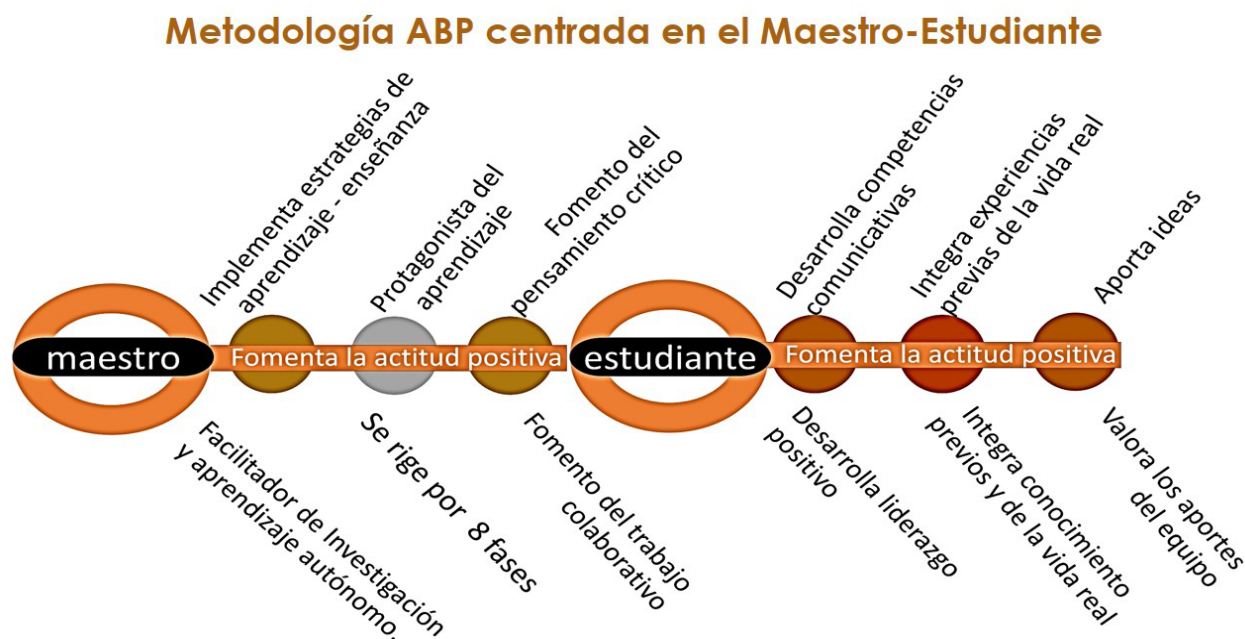 Metodología ABP centrada en el Maestro-Estudiante
Implementa estrategias de
aprendizaje - enseñanza
Protagonista del
aprendizaje
Fomento del
pensamiento crítico
Desarrolla competencias
comunicativas
Integra experiencias
previas de la vida real
Aporta ideas
maestro
Fomenta la actitud positiva
estudiante
Fomenta la actitud positiva
Facilitador de Investigación
y aprendizaje autónomo.
Se rige por 8 fases
Fomento del trabajo
colaborativo
Desarrolla liderazgo
positivo
Integra conocimiento
previos y de la vida real
Valora los aportes
del equipo